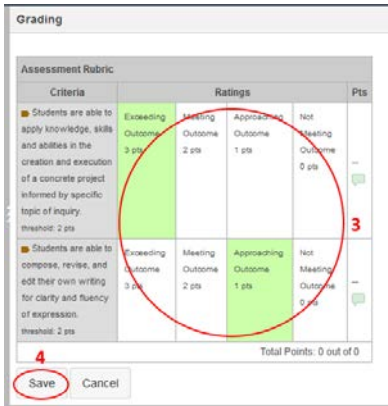 Grading
Assessment Rubric
Criteria Ratings Pts
Students are able to
apply knowledge, skills
and abilities in the
creation and execution
of a concrete project
informed by specific
topic of inquiry.
threshold: 2 pts
Exceeding
Outcome
3 pts
Meeting
Outcome
2 pts
Approaching
Outcome
1 pts
Not
Meeting
Outcome
0 pts
--
3
Students are able to
compose, revise, and
edit their own writing
for clarity and fluency
of expression.
threshold: 2 pts
Exceeding
Outcome
3 pts
Meeting
Outcome
2 pts
Approaching
Outcome
1 pts
Not
Meeting
Outcome
0 pts
--
Total Points: 0 out of 0
4
Save Cancel